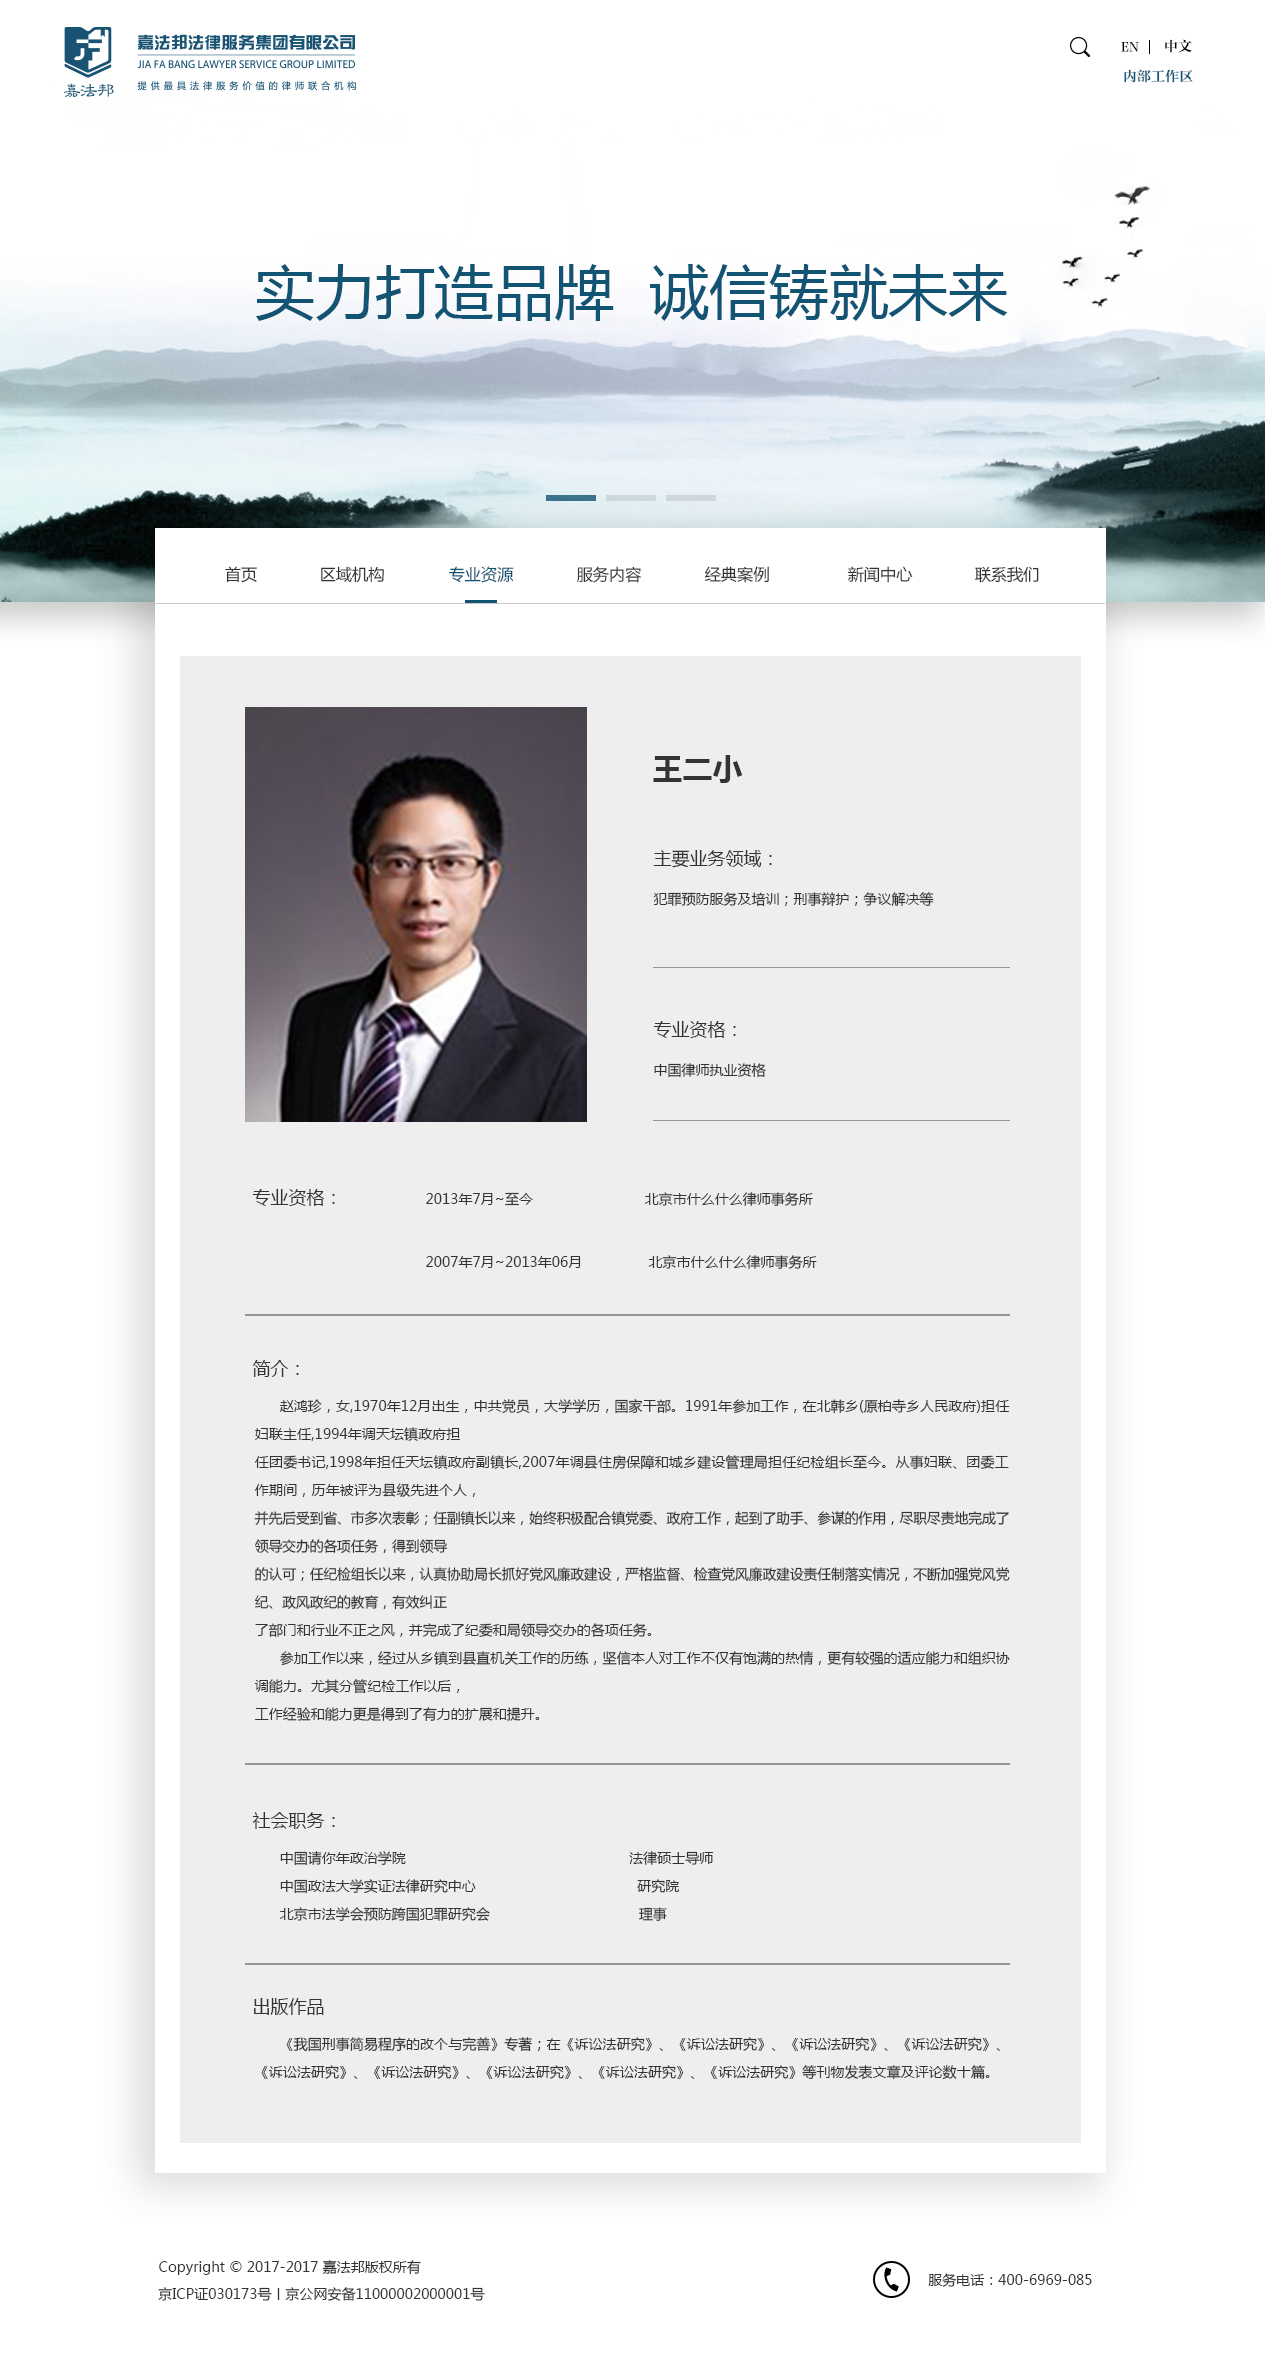 嘉法邦
嘉法邦法律服务集团有限公司
JIA FA BANG LAWYER SERVICE GROUP LIMITED
提供最具法律服务价值的律师联合机构
EN | 中文
内部工作区
实力打造品牌 诚信铸就未来
首页 区域机构 专业资源 服务内容 经典案例 新闻中心 联系我们
王二小
主要业务领域：
犯罪预防服务及培训；刑事辩护；争议解决等
专业资格：
中国律师执业资格
专业资格： 2013年7月~至今 北京市什么什么律师事务所
2007年7月~2013年06月 北京市什么什么律师事务所
简介：
赵鸿珍，女,1970年12月出生，中共党员，大学学历，国家干部。1991年参加工作，在北韩乡(原柏寺乡人民政府)担任
妇联主任,1994年调天坛镇政府担
任团委书记,1998年担任天坛镇政府副镇长,2007年调县住房保障和城乡建设管理局担任纪检组长至今。从事妇联、团委工
作期间，历年被评为县级先进个人，
并先后受到省、市多次表彰；任副镇长以来，始终积极配合镇党委、政府工作，起到了助手、参谋的作用，尽职尽责地完成了
领导交办的各项任务，得到领导
的认可；任纪检组长以来，认真协助局长抓好党风廉政建设，严格监督、检查党风廉政建设责任制落实情况，不断加强党风党
纪、政风政纪的教育，有效纠正
了部门和行业不正之风，并完成了纪委和局领导交办的各项任务。
参加工作以来，经过从乡镇到县直机关工作的历练，坚信本人对工作不仅有饱满的热情，更有较强的适应能力和组织协
调能力。尤其分管纪检工作以后，
工作经验和能力更是得到了有力的扩展和提升。
社会职务：
中国请你年政治学院 法律硕士导师
中国政法大学实证法律研究中心 研究院
北京市法学会预防跨国犯罪研究会 理事
出版作品
《我国刑事简易程序的改个与完善》专著；在《诉讼法研究》、《诉讼法研究》、《诉讼法研究》、《诉讼法研究》、
《诉讼法研究》、《诉讼法研究》、《诉讼法研究》、《诉讼法研究》、《诉讼法研究》等刊物发表文章及评论数十篇。
Copyright © 2017-2017 嘉法邦版权所有
京ICP证030173号 | 京公网安备11000002000001号
服务电话：400-6969-085